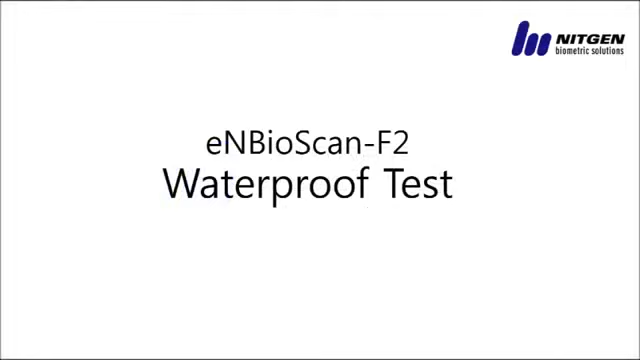 NITGEN
biometric solutions
eNBioScan-F2
Waterproof Test